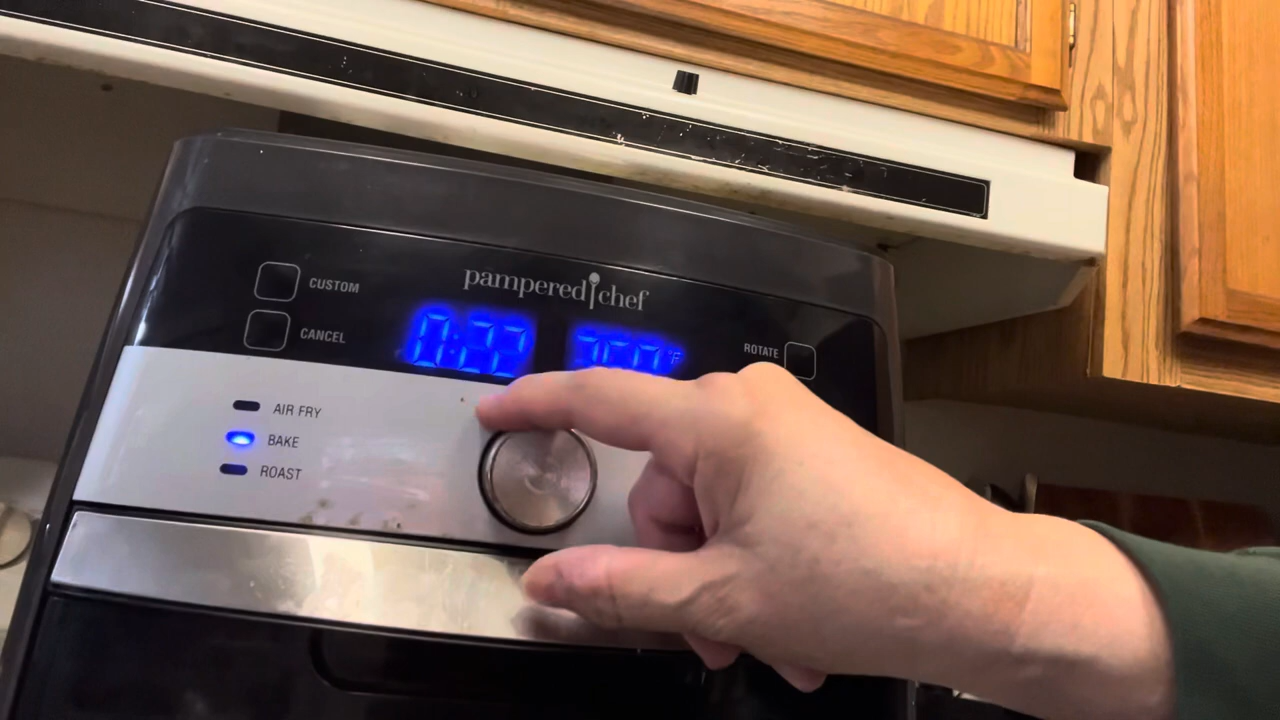 pampered chef
CUSTOM
CANCEL
ROTATE
AIR FRY
BAKE
ROAST